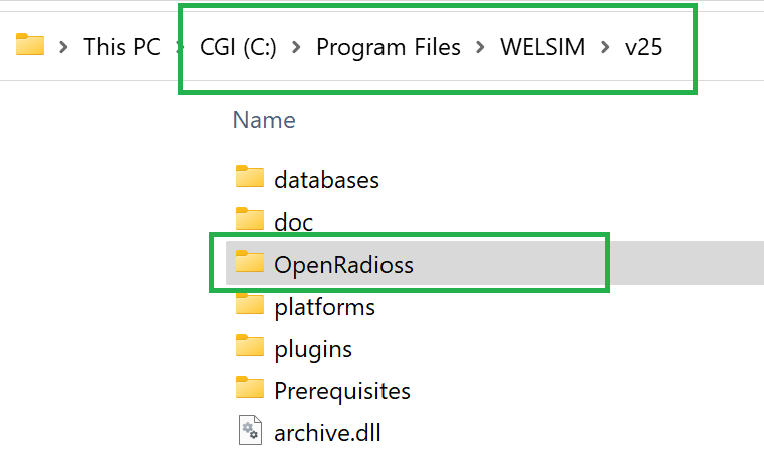 This PC > CGI (C:) > Program Files > WELSIM > v25
Name
databases
doc
OpenRadioss
platforms
plugins
Prerequisites
archive.dll